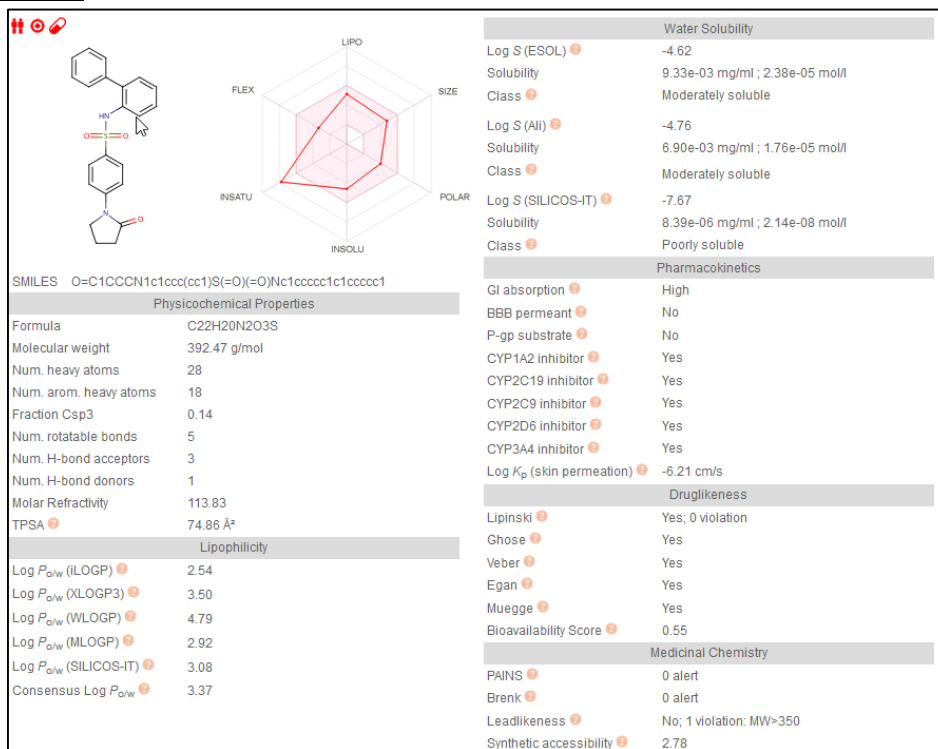 LIPO
FLEX
SIZE
INSATU
POLAR
INSOLU
HN
O
S
O
N
O
SMILES O=C1CCCN1c1ccc(cc1)S(=O)(=O)Nc1ccccc1c1ccccc1
Physicochemical Properties
Formula C22H20N2O3S
Molecular weight 392.47 g/mol
Num. heavy atoms 28
Num. arom. heavy atoms 18
Fraction Csp3 0.14
Num. rotatable bonds 5
Num. H-bond acceptors 3
Num. H-bond donors 1
Molar Refractivity 113.83
TPSA ? 74.86 Å²
Lipophilicity
Log Po/w (iLOGP) ? 2.54
Log Po/w (XLOGP3) ? 3.50
Log Po/w (WLOGP) ? 4.79
Log Po/w (MLOGP) ? 2.92
Log Po/w (SILICOS-IT) ? 3.08
Consensus Log Po/w ? 3.37
Water Solubility
Log S (ESOL) ? -4.62
Solubility 9.33e-03 mg/ml ; 2.38e-05 mol/l
Class ? Moderately soluble
Log S (Ali) ? -4.76
Solubility 6.90e-03 mg/ml ; 1.76e-05 mol/l
Class ? Moderately soluble
Log S (SILICOS-IT) ? -7.67
Solubility 8.39e-06 mg/ml ; 2.14e-08 mol/l
Class ? Poorly soluble
Pharmacokinetics
GI absorption ? High
BBB permeant ? No
P-gp substrate ? No
CYP1A2 inhibitor ? Yes
CYP2C19 inhibitor ? Yes
CYP2C9 inhibitor ? Yes
CYP2D6 inhibitor ? Yes
CYP3A4 inhibitor ? Yes
Log Kp (skin permeation) ? -6.21 cm/s
Druglikeness
Lipinski ? Yes; 0 violation
Ghose ? Yes
Veber ? Yes
Egan ? Yes
Muegge ? Yes
Bioavailability Score ? 0.55
Medicinal Chemistry
PAINS ? 0 alert
Brenk ? 0 alert
Leadlikeness ? No; 1 violation: MW>350
Synthetic accessibility ? 2.78